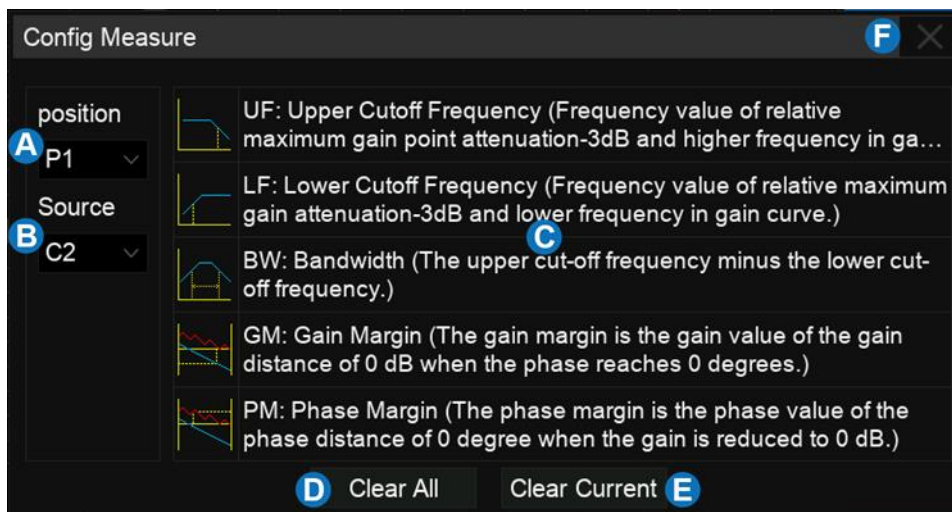 Config Measure
F
position
A
P1
Source
B
C2
UF: Upper Cutoff Frequency (Frequency value of relative
maximum gain point attenuation-3dB and higher frequency in ga...
LF: Lower Cutoff Frequency (Frequency value of relative maximum
gain attenuation-3dB and lower frequency in gain curve.)
C
BW: Bandwidth (The upper cut-off frequency minus the lower cut-
off frequency.)
GM: Gain Margin (The gain margin is the gain value of the gain
distance of 0 dB when the phase reaches 0 degrees.)
PM: Phase Margin (The phase margin is the phase value of the
phase distance of 0 degree when the gain is reduced to 0 dB.)
D Clear All
Clear Current E